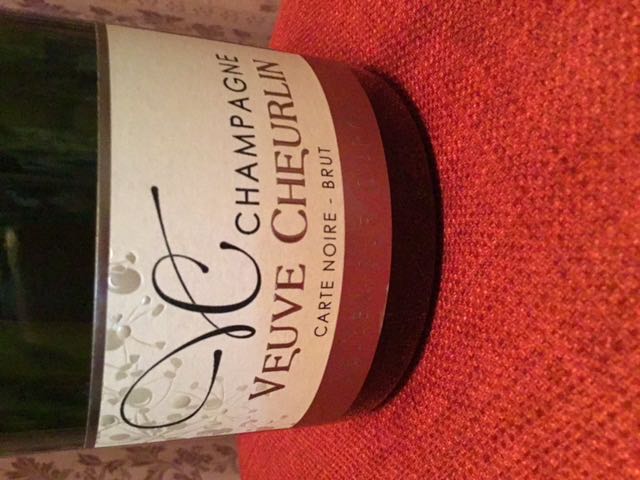 VC
CHAMPAGNE
VEUVE CHEURLIN
CARTE NOIRE - BRUT